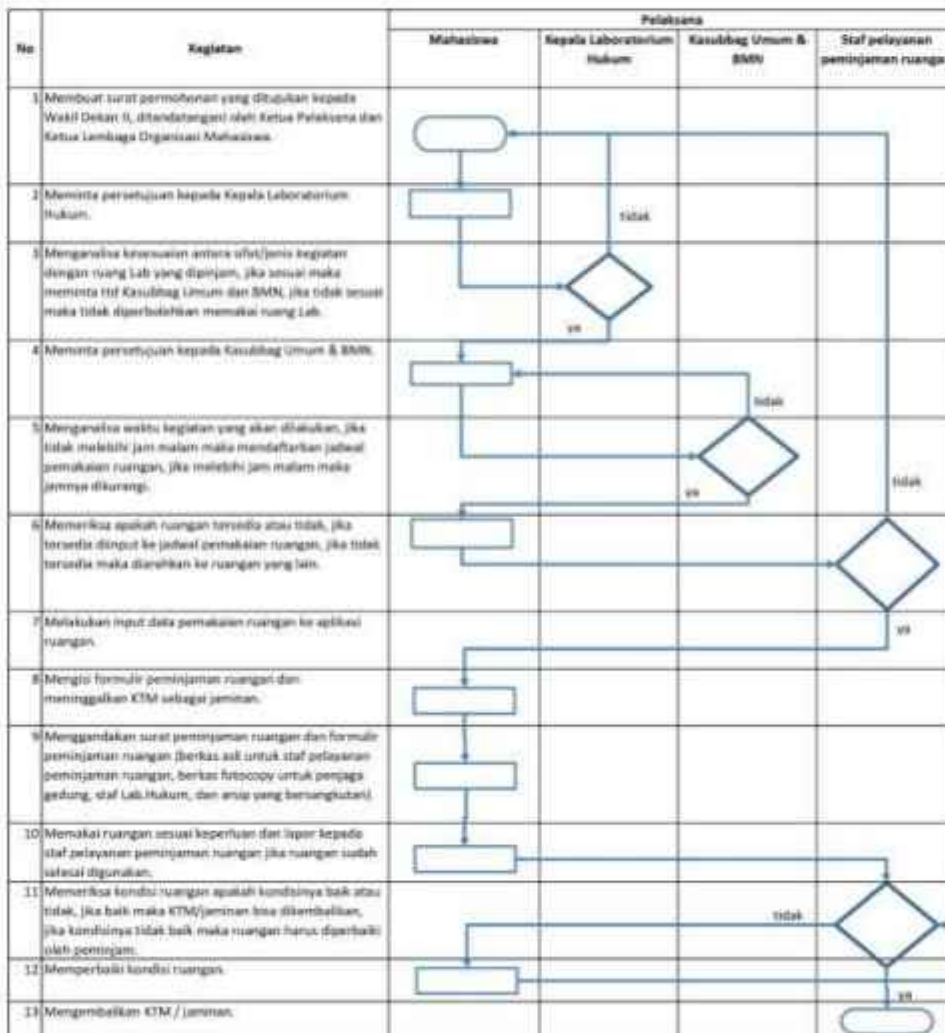 Pelaksana
No
Kegiatan
Mahasiswa
Kepala Laboratorium
Hukum
Kasubbag Umum &
BMN
Staf pelayanan
peminjaman ruanga
1 Membuat surat permohonan yang ditujukan kepada
Wakil Dekan II, ditandatangani oleh Ketua Pelaksana dan
Ketua Lembaga Organisasi Mahasiswa.
2 Meminta persetujuan kepada Kepala Laboratorium
Hukum.
tidak
3 Menganalisa kesesuaian antara sifat/jenis kegiatan
dengan ruang Lab yang dipinjam, jika sesuai maka
meminta ttd Kasubbag Umum dan BMN, jika tidak sesuai
maka tidak diperbolehkan memakai ruang Lab.
ya
4 Meminta persetujuan kepada Kasubbag Umum & BMN.
tidak
5 Menganalisa waktu kegiatan yang akan dilakukan, jika
tidak melebihi jam malam maka mendaftarkan jadwal
pemakaian ruangan, jika melebihi jam malam maka
jamnya dikurangi.
ya
tidak
6 Memeriksa apakah ruangan tersedia atau tidak, jika
tersedia diinput ke jadwal pemakaian ruangan, jika tidak
tersedia maka diarahkan ke ruangan yang lain.
7 Melakukan input data pemakaian ruangan ke aplikasi
ruangan.
ya
8 Mengisi formulir peminjaman ruangan dan
meninggalkan KTM sebagai jaminan.
9 Menggandakan surat peminjaman ruangan dan formulir
peminjaman ruangan (berkas asli untuk staf pelayanan
peminjaman ruangan, berkas fotocopy untuk penjaga
gedung, staf Lab.Hukum, dan arsip yang bersangkutan)
10 Memakai ruangan sesuai keperluan dan lapor kepada
staf pelayanan peminjaman ruangan jika ruangan sudah
selesai digunakan.
11 Memeriksa kondisi ruangan apakah kondisinya baik atau
tidak, jika baik maka KTM/jaminan bisa dikembalikan,
jika kondisinya tidak baik maka ruangan harus diperbaiki
oleh peminjam.
tidak
12 Memperbaiki kondisi ruangan.
ya
13 Mengembalikan KTM / jaminan.